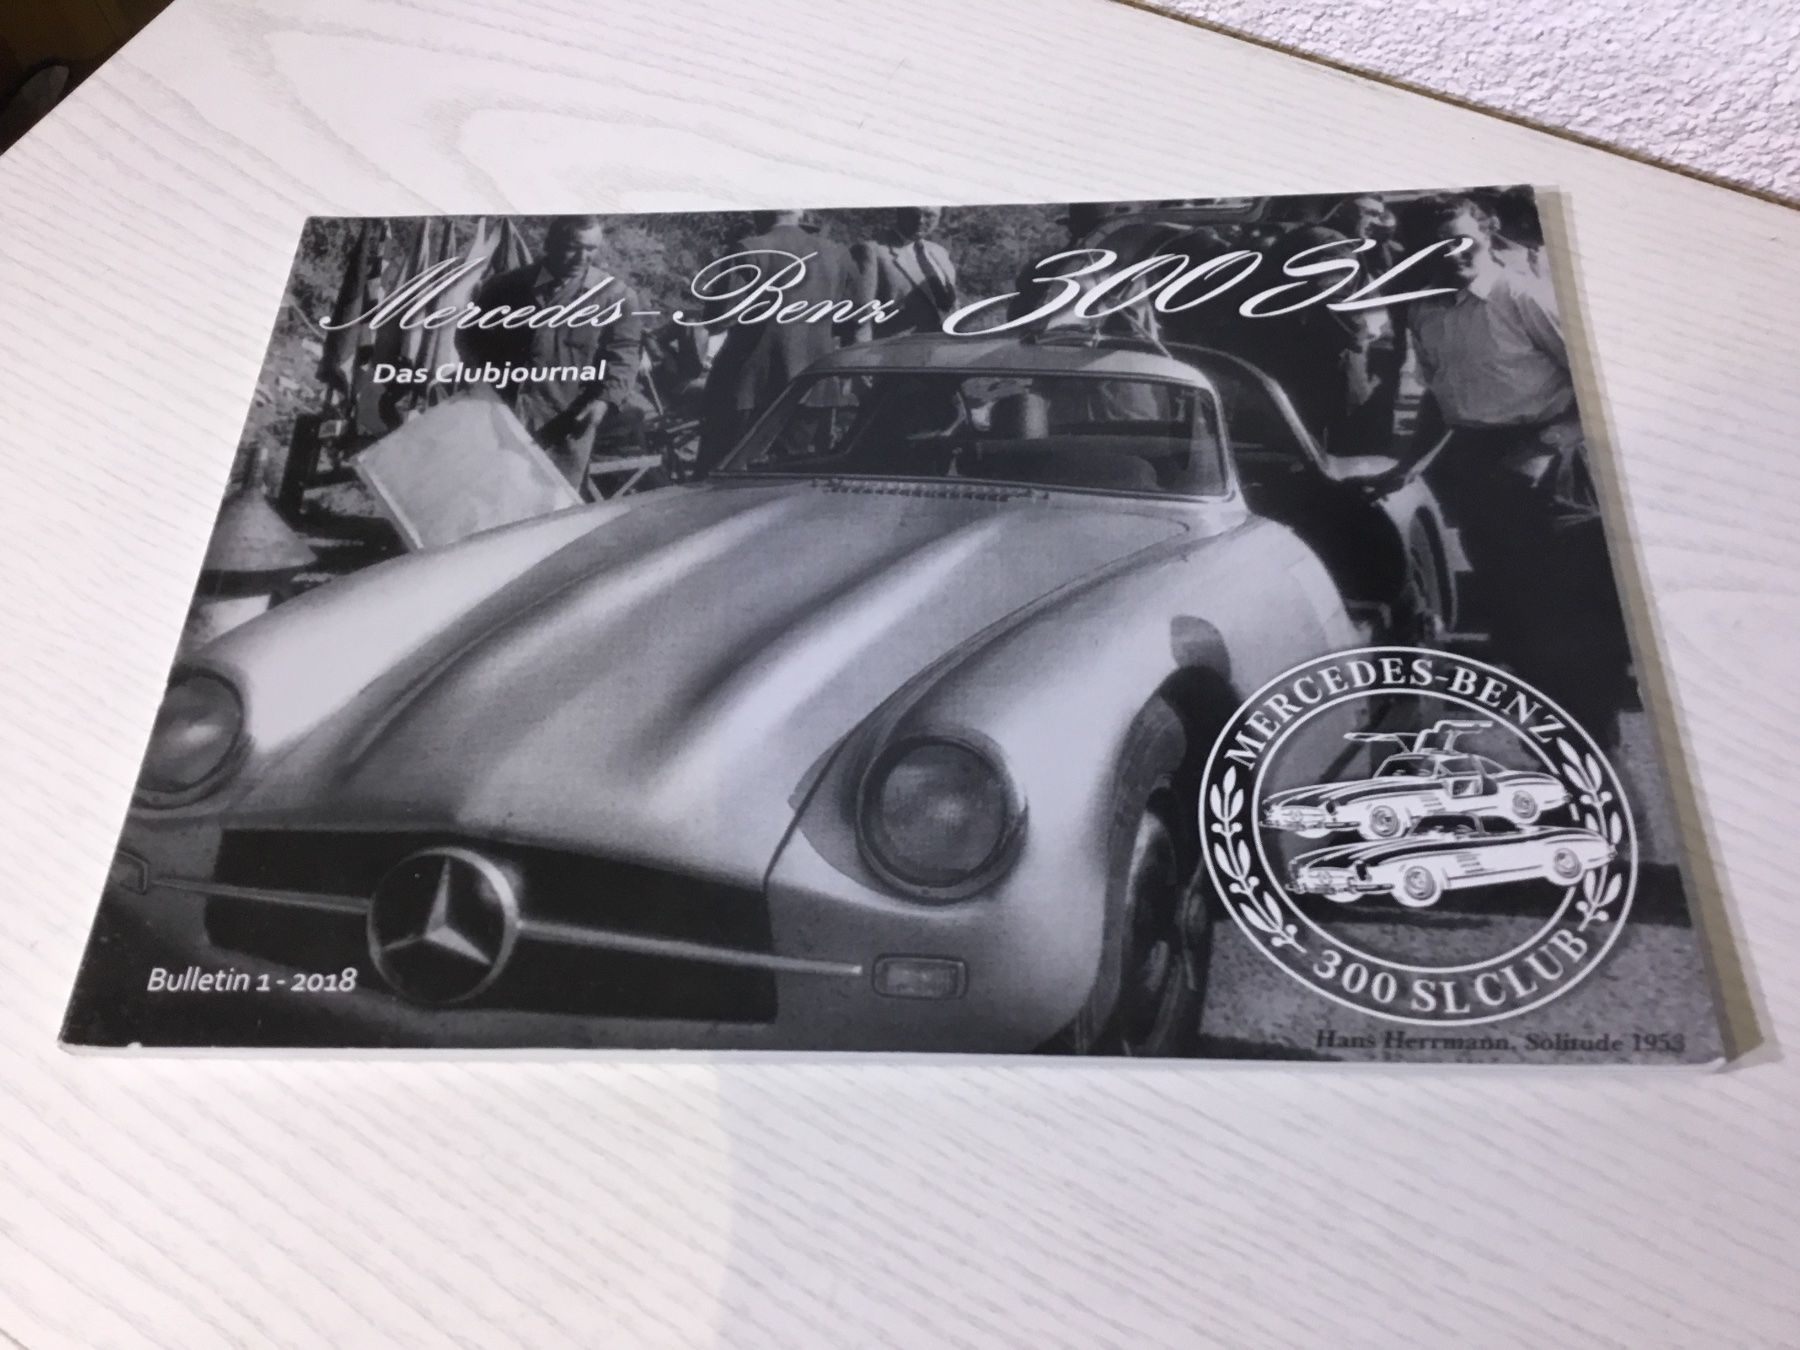 Mercedes-Benz 300 SL
Das Clubjournal
MERCEDES-BENZ
300 SL CLUB
Bulletin 1 - 2018
Hans Herrmann, Solitude 1953